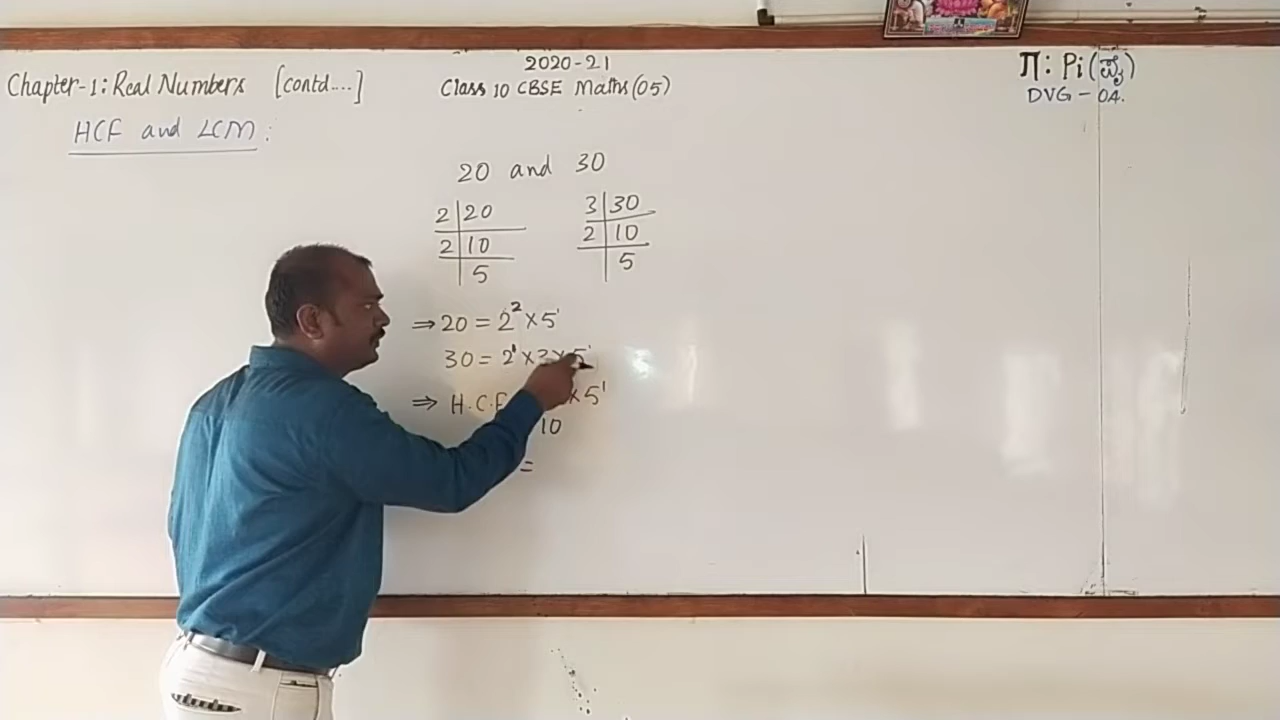 2020-21
Chapter-1: Real Numbers [contd....]
Class 10 CBSE Maths (05)
π: Pi (
DVG - 04.
HCF and LCM:
20 and 30
2 | 20
2 | 10
5
3 | 30
2 | 10
5
⇒ 20 = 2² × 5¹
30 = 2¹ × 3 × 5¹
⇒ H.C.F × 5¹
10
=